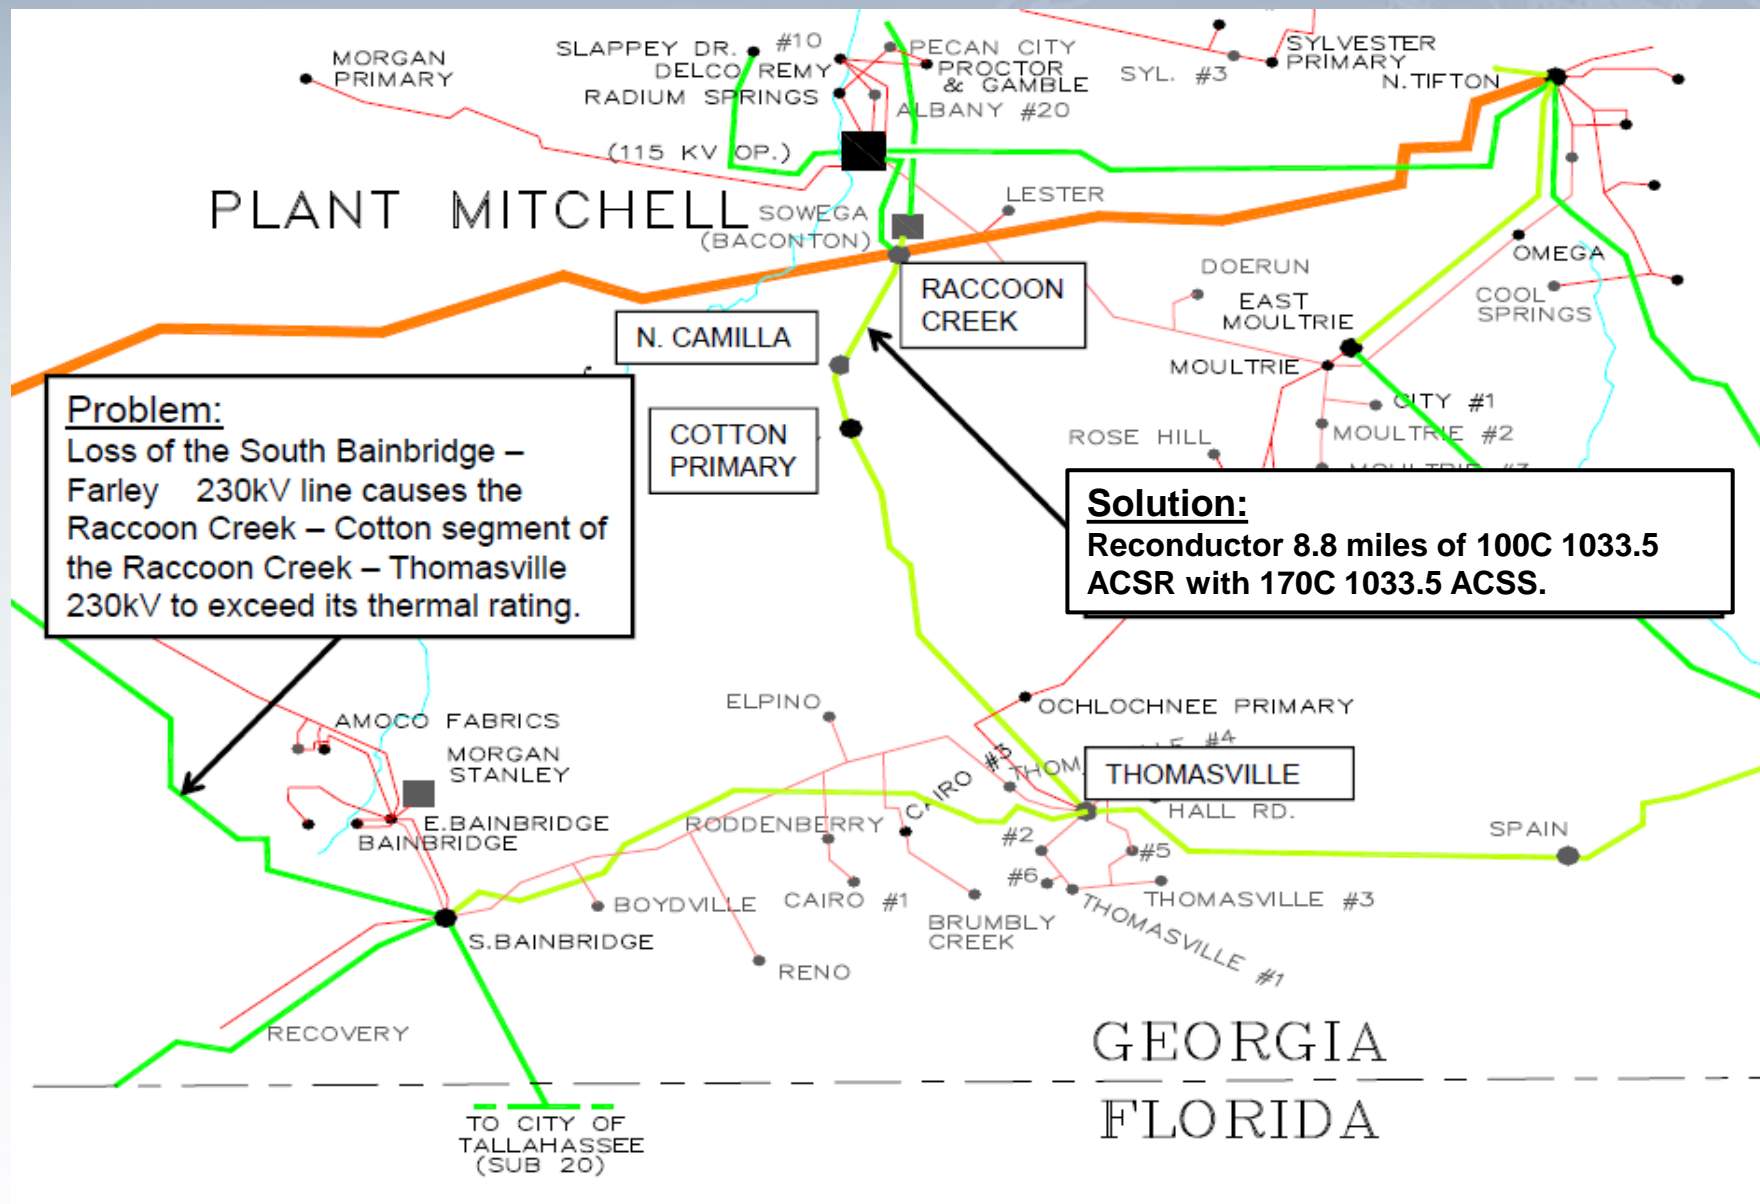 MORGAN
PRIMARY
SLAPPEY DR.
#10
DELCO REMY
RADIUM SPRINGS
PECAN CITY
PROCTOR
& GAMBLE
ALBANY #20
SYL. #3
SYLVESTER
PRIMARY
N.TIFTON
(115 KV OP.)
PLANT MITCHELL
SOWEGA
(BACONTON)
LESTER
RACCOON
CREEK
N. CAMILLA
COTTON
PRIMARY
DOERUN
EAST
MOULTRIE
OMEGA
COOL
SPRINGS
MOULTRIE
CITY #1
MOULTRIE #2
ROSE HILL
Problem:
Loss of the South Bainbridge –
Farley 230kV line causes the
Raccoon Creek – Cotton segment of
the Raccoon Creek – Thomasville
230kV to exceed its thermal rating.
Solution:
Reconductor 8.8 miles of 100C 1033.5
ACSR with 170C 1033.5 ACSS.
AMOCO FABRICS
MORGAN
STANLEY
E.BAINBRIDGE
BAINBRIDGE
ELPINO
OCHLOCHNEE PRIMARY
#4
THOMASVILLE
CAIRO #3
HALL RD.
RODDENBERRY
#2
#5
#6
SPAIN
BOYDVILLE
CAIRO #1
BRUMBLY
CREEK
THOMASVILLE #3
THOMASVILLE #1
S.BAINBRIDGE
RENO
RECOVERY
GEORGIA
FLORIDA
TO CITY OF
TALLAHASSEE
(SUB 20)